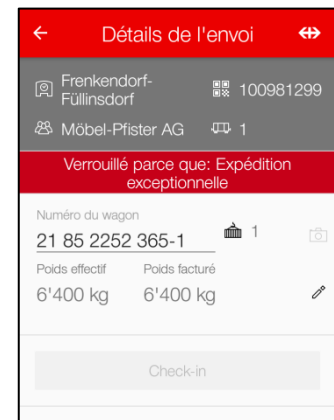 Détails de l'envoi
Frenkendorf-
Füllinsdorf
100981299
Möbel-Pfister AG
1
Verrouillé parce que: Expédition
exceptionnelle
Numéro du wagon
21 85 2252 365-1
1
Poids effectif Poids facturé
6'400 kg 6'400 kg
Check-in